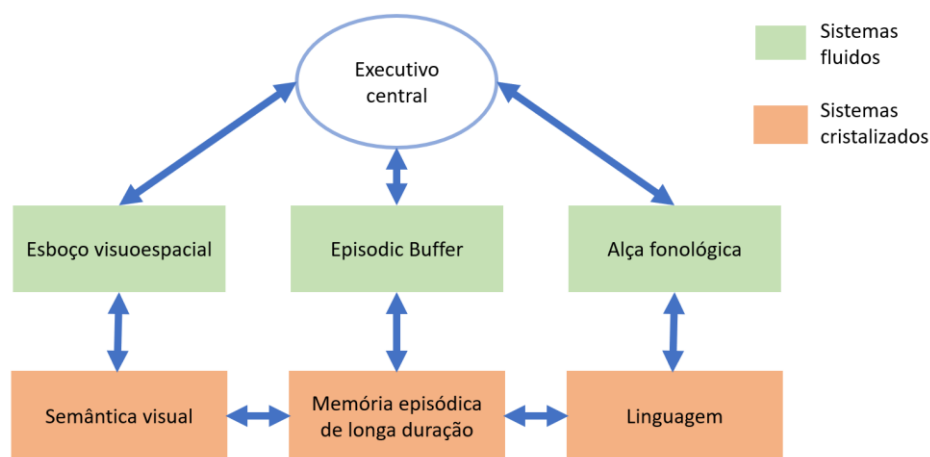 Sistemas
fluidos
Executivo
central
Sistemas
cristalizados
Esboço visuoespacial
Episodic Buffer
Alça fonológica
Semântica visual
Memória episódica
de longa duração
Linguagem